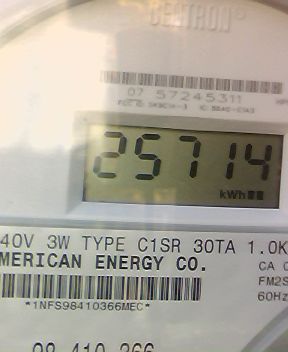 CENTRON®
07 57245311
25714
kWh
40V 3W TYPE C1SR 30TA 1.0K
MERICAN ENERGY CO. CA 
FM2S
60Hz
*1NFS98410366MEC*
98 410 366